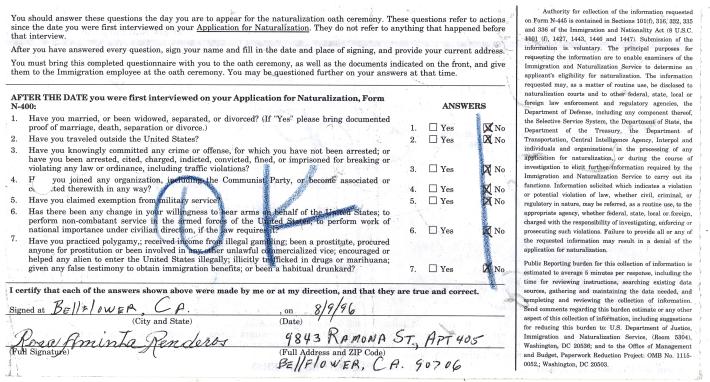 You should answer these questions the day you are to appear for the naturalization oath ceremony. These questions refer to actions
since the date you were first interviewed on your Application for Naturalization. They do not refer to anything that happened before
that interview.
After you have answered every question, sign your name and fill in the date and place of signing, and provide your current address.
You must bring this completed questionnaire with you to the oath ceremony, as well as the documents indicated on the front, and give
them to the Immigration employee at the oath ceremony. You may be questioned further on your answers at that time.
AFTER THE DATE you were first interviewed on your Application for Naturalization, Form
N-400:
ANSWERS
1. Have you married, or been widowed, separated, or divorced? (If "Yes" please bring documented
proof of marriage, death, separation or divorce.)
1. ☐ Yes ☒ No
2. Have you traveled outside the United States?
2. ☐ Yes ☒ No
3. Have you knowingly committed any crime or offense, for which you have not been arrested; or
have you been arrested, cited, charged, indicted, convicted, fined, or imprisoned for breaking or
violating any law or ordinance, including traffic violations?
3. ☐ Yes ☒ No
4. H you joined any organization, including the Communist Party, or become associated or
o ted therewith in any way?
4. ☐ Yes ☒ No
5. Have you claimed exemption from military service?
5. ☐ Yes ☒ No
6. Has there been any change in your willingness to bear arms on behalf of the United States; to
perform non-combatant service in the armed forces of the United States, to perform work of
national importance under civilian direction, if the law requires
6. ☐ Yes ☒ No
7. Have you practiced polygamy; received income from illegal gambling; been a prostitute, procured
anyone for prostitution or been involved in any other unlawful commercialized vice; encouraged or
helped any alien to enter the United States illegally; illicitly trafficked in drugs or marihuana;
given any false testimony to obtain immigration benefits; or been a habitual drunkard?
7. ☐ Yes ☒ No
OK
I certify that each of the answers shown above were made by me or at my direction, and that they are true and correct.
Signed at BELLFLOWER, CA. , on 8/9/96
(City and State) (Date)
Rosa Aminta Renderos 9843 RAMONA ST, APT 405
(Full Signature) (Full Address and ZIP Code)
BELLFLOWER, CA. 90706
Authority for collection of the information requested
on Form N-445 is contained in Sections 101(f), 316, 332, 335
and 336 of the Immigration and Nationality Act (8 U.S.C.
1101 (f), 1427, 1443, 1446 and 1447). Submission of the
information is voluntary. The principal purposes for
requesting the information are to enable examiners of the
Immigration and Naturalization Service to determine an
applicant's eligibility for naturalization. The information
requested may, as a matter of routine use, be disclosed to
naturalization courts and to other federal, state, local or
foreign law enforcement and regulatory agencies, the
Department of Defense, including any component thereof,
the Selective Service System, the Department of State, the
Department of the Treasury, the Department of
Transportation, Central Intelligence Agency, Interpol and
individuals and organizations in the processing of any
application for naturalization, or during the course of
investigation to elicit further information required by the
Immigration and Naturalization Service to carry out its
functions. Information solicited which indicates a violation
or potential violation of law, whether civil, criminal, or
regulatory in nature, may be referred, as a routine use, to the
appropriate agency, whether federal, state, local or foreign,
charged with the responsibility of investigating, enforcing or
prosecuting such violations. Failure to provide all or any of
the requested information may result in a denial of the
application for naturalization.
Public Reporting burden for this collection of information is
estimated to average 5 minutes per response, including the
time for reviewing instructions, searching existing data
sources, gathering and maintaining the data needed, and
completing and reviewing the collection of information.
Send comments regarding this burden estimate or any other
aspect of this collection of information, including suggestions
for reducing this burden to: U.S. Department of Justice,
Immigration and Naturalization Service, (Room 5304),
Washington, DC 20536; and to the Office of Management
and Budget, Paperwork Reduction Project: OMB No. 1115-
0052.; Washington, DC 20503.